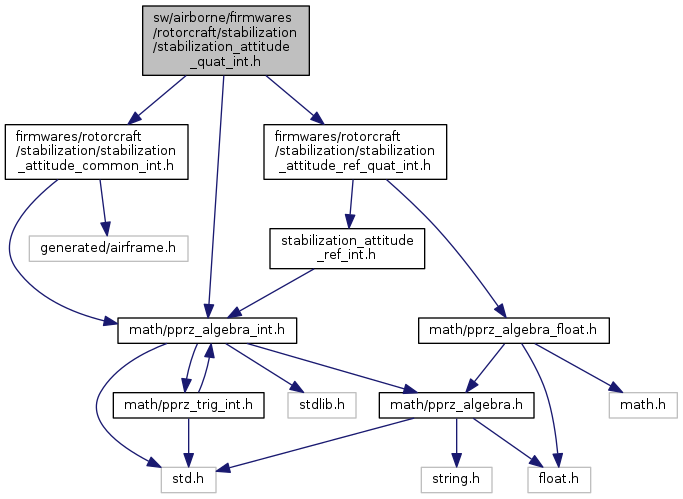 sw/airborne/firmwares
/rotorcraft/stabilization
/stabilization_attitude
_quat_int.h
firmwares/rotorcraft
/stabilization/stabilization
_attitude_common_int.h
firmwares/rotorcraft
/stabilization/stabilization
_attitude_ref_quat_int.h
generated/airframe.h
stabilization_attitude
_ref_int.h
math/pprz_algebra_int.h
math/pprz_algebra_float.h
math/pprz_trig_int.h
stdlib.h
math/pprz_algebra.h
math.h
std.h
string.h
float.h